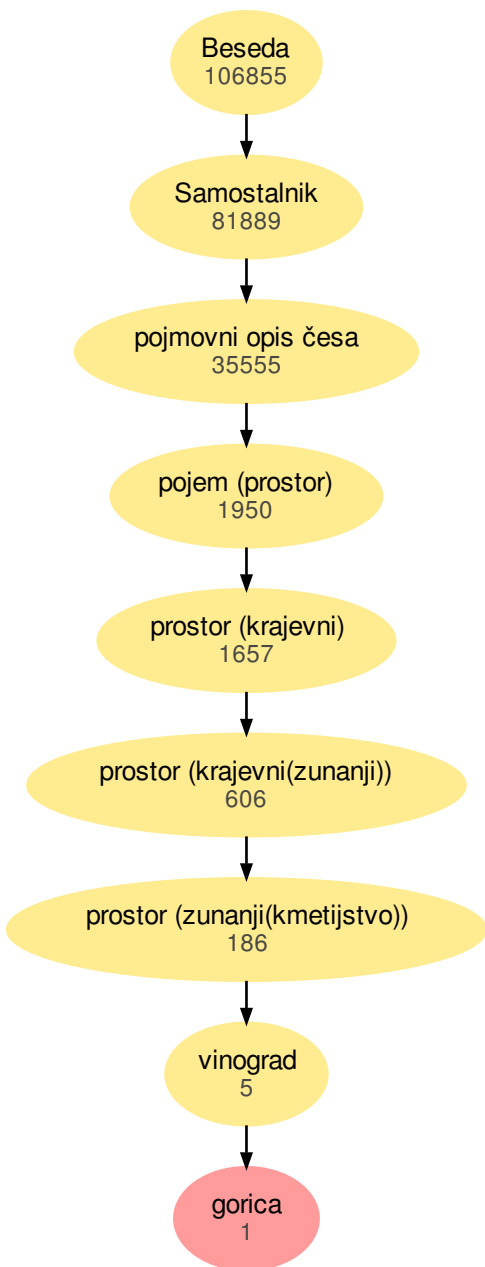 Beseda
106855
Samostalnik
81889
pojmovni opis česa
35555
pojem (prostor)
1950
prostor (krajevni)
1657
prostor (krajevni(zunanji))
606
prostor (zunanji(kmetijstvo))
186
vinograd
5
gorica
1